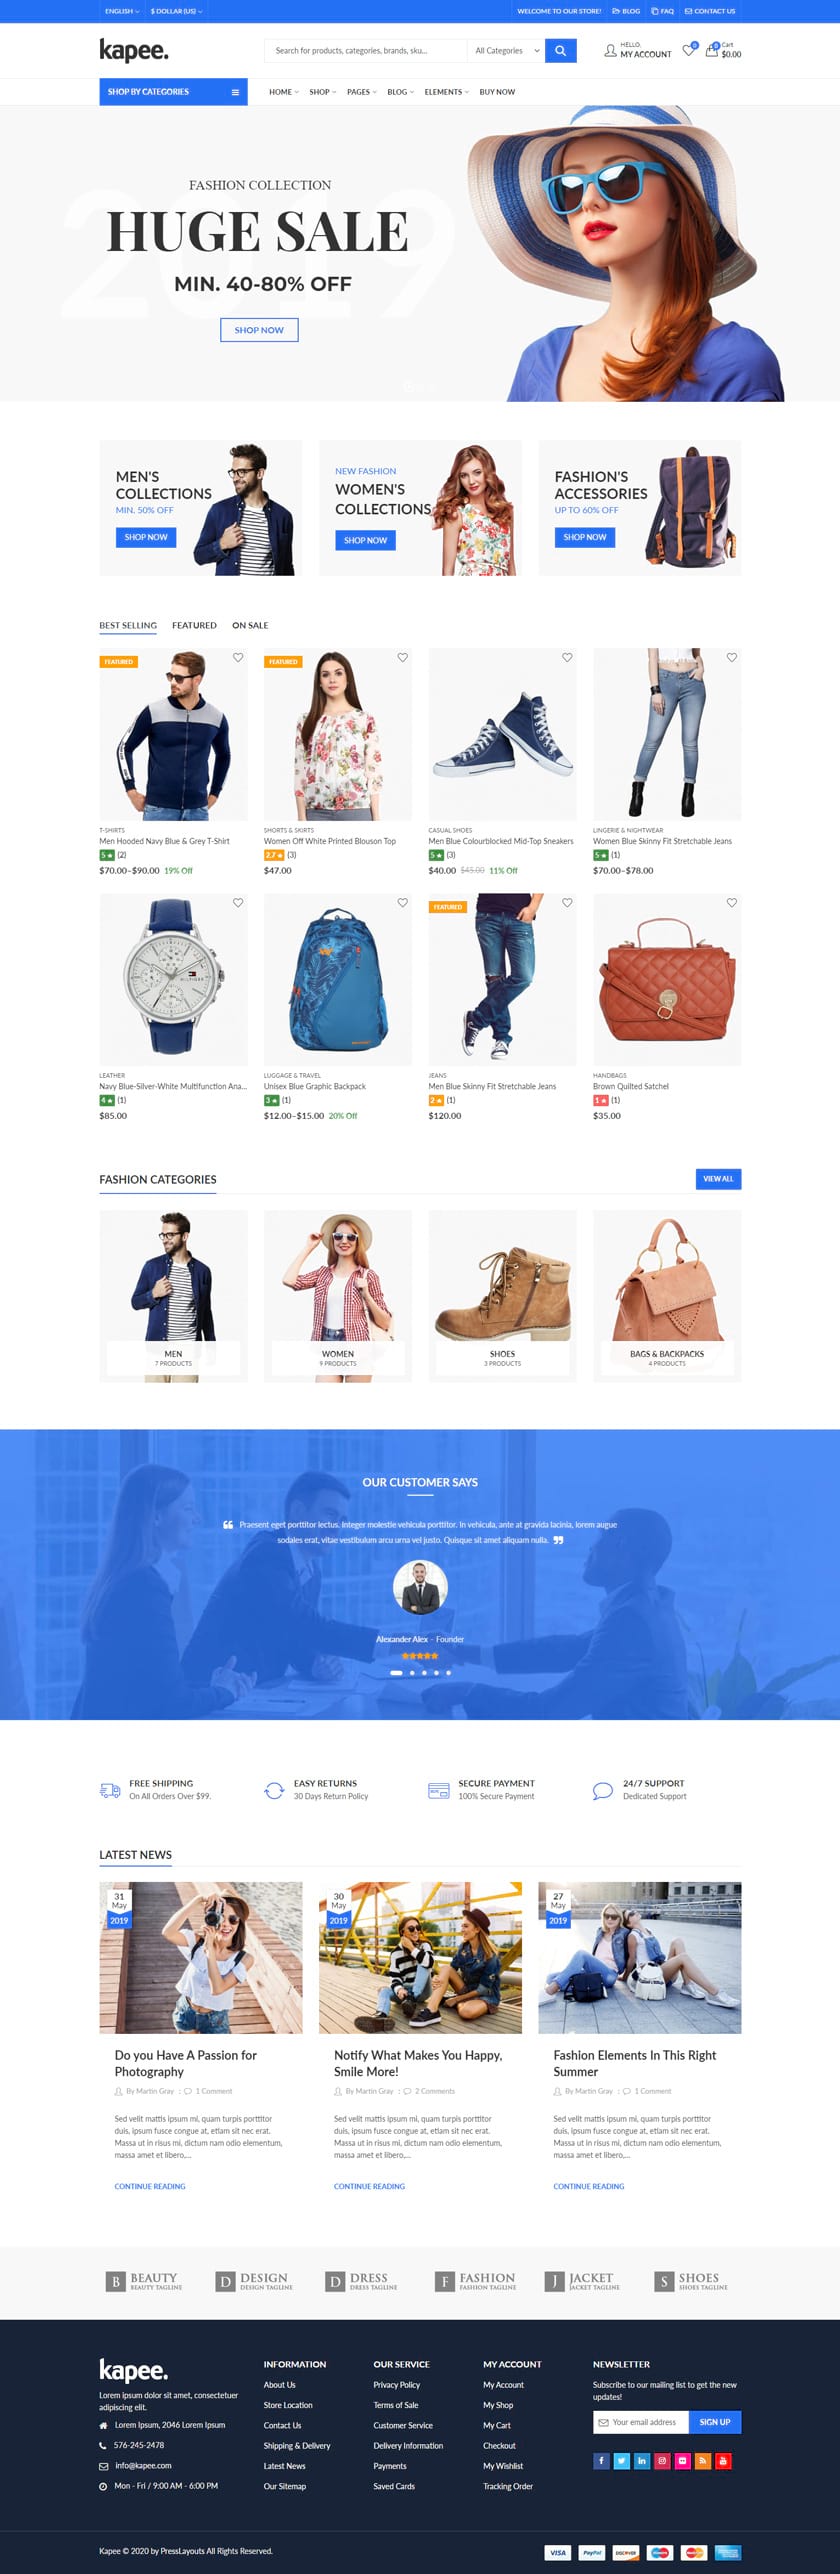 ENGLISH
$ DOLLAR (US)
WELCOME TO OUR STORE!
BLOG
FAQ
CONTACT US
kapee.
Search for products, categories, brands, sku...
All Categories
HELLO,
MY ACCOUNT
0
0
Cart
$0.00
SHOP BY CATEGORIES
HOME
SHOP
PAGES
BLOG
ELEMENTS
BUY NOW
2019
FASHION COLLECTION
HUGE SALE
MIN. 40-80% OFF
SHOP NOW
MEN'S
COLLECTIONS
MIN. 50% OFF
SHOP NOW
NEW FASHION
WOMEN'S
COLLECTIONS
SHOP NOW
FASHION'S
ACCESSORIES
UP TO 60% OFF
SHOP NOW
BEST SELLING
FEATURED
ON SALE
FEATURED
T-SHIRTS
Men Hooded Navy Blue & Grey T-Shirt
5 ★ (2)
$70.00–$90.00 19% Off
FEATURED
SHORTS & SKIRTS
Women Off White Printed Blouson Top
2.7 ★ (3)
$47.00
CASUAL SHOES
Men Blue Colourblocked Mid-Top Sneakers
5 ★ (3)
$40.00 $45.00 11% Off
LINGERIE & NIGHTWEAR
Women Blue Skinny Fit Stretchable Jeans
5 ★ (1)
$70.00–$78.00
HILFIGER
LEATHER
Navy Blue-Silver-White Multifunction Ana...
4 ★ (1)
$85.00
LUGGAGE & TRAVEL
Unisex Blue Graphic Backpack
3 ★ (1)
$12.00–$15.00 20% Off
FEATURED
JEANS
Men Blue Skinny Fit Stretchable Jeans
2 ★ (1)
$120.00
HANDBAGS
Brown Quilted Satchel
1 ★ (1)
$35.00
FASHION CATEGORIES
VIEW ALL
MEN
7 PRODUCTS
WOMEN
9 PRODUCTS
SHOES
3 PRODUCTS
BAGS & BACKPACKS
4 PRODUCTS
OUR CUSTOMER SAYS
❝ Praesent eget porttitor lectus. Integer molestie vehicula porttitor. In vehicula, ante at gravida lacinia, lorem augue
sodales erat, vitae vestibulum arcu urna vel justo. Quisque sit amet aliquam nulla. ❞
Alexander Alex - Founder
★★★★★
FREE SHIPPING
On All Orders Over $99.
EASY RETURNS
30 Days Return Policy
SECURE PAYMENT
100% Secure Payment
24/7 SUPPORT
Dedicated Support
LATEST NEWS
31
May
2019
Do you Have A Passion for
Photography
By Martin Gray : 1 Comment
Sed velit mattis ipsum mi, quam turpis porttitor
duis, ipsum fusce congue at, etiam sit nec erat.
Massa ut in risus mi, dictum nam odio elementum,
massa amet et libero,...
CONTINUE READING
30
May
2019
Notify What Makes You Happy,
Smile More!
By Martin Gray : 2 Comments
Sed velit mattis ipsum mi, quam turpis porttitor
duis, ipsum fusce congue at, etiam sit nec erat.
Massa ut in risus mi, dictum nam odio elementum,
massa amet et libero,...
CONTINUE READING
27
May
2019
Fashion Elements In This Right
Summer
By Martin Gray : 1 Comment
Sed velit mattis ipsum mi, quam turpis porttitor
duis, ipsum fusce congue at, etiam sit nec erat.
Massa ut in risus mi, dictum nam odio elementum,
massa amet et libero,...
CONTINUE READING
B BEAUTY
BEAUTY TAGLINE
D DESIGN
DESIGN TAGLINE
D DRESS
DRESS TAGLINE
F FASHION
FASHION TAGLINE
J JACKET
JACKET TAGLINE
S SHOES
SHOES TAGLINE
kapee.
Lorem ipsum dolor sit amet, consectetuer
adipiscing elit.
Lorem Ipsum, 2046 Lorem Ipsum
576-245-2478
info@kapee.com
Mon - Fri / 9:00 AM - 6:00 PM
INFORMATION
About Us
Store Location
Contact Us
Shipping & Delivery
Latest News
Our Sitemap
OUR SERVICE
Privacy Policy
Terms of Sale
Customer Service
Delivery Information
Payments
Saved Cards
MY ACCOUNT
My Account
My Shop
My Cart
Checkout
My Wishlist
Tracking Order
NEWSLETTER
Subscribe to our mailing list to get the new
updates!
Your email address
SIGN UP
Kapee © 2020 by PressLayouts All Rights Reserved.
VISA
PayPal
DISCOVER